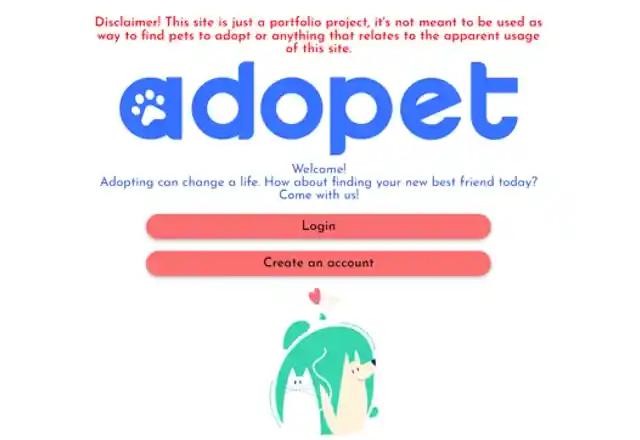 Disclaimer! This site is just a portfolio project, it's not meant to be used as
way to find pets to adopt or anything that relates to the apparent usage
of this site.
adopet
Welcome!
Adopting can change a life. How about finding your new best friend today?
Come with us!
Login
Create an account